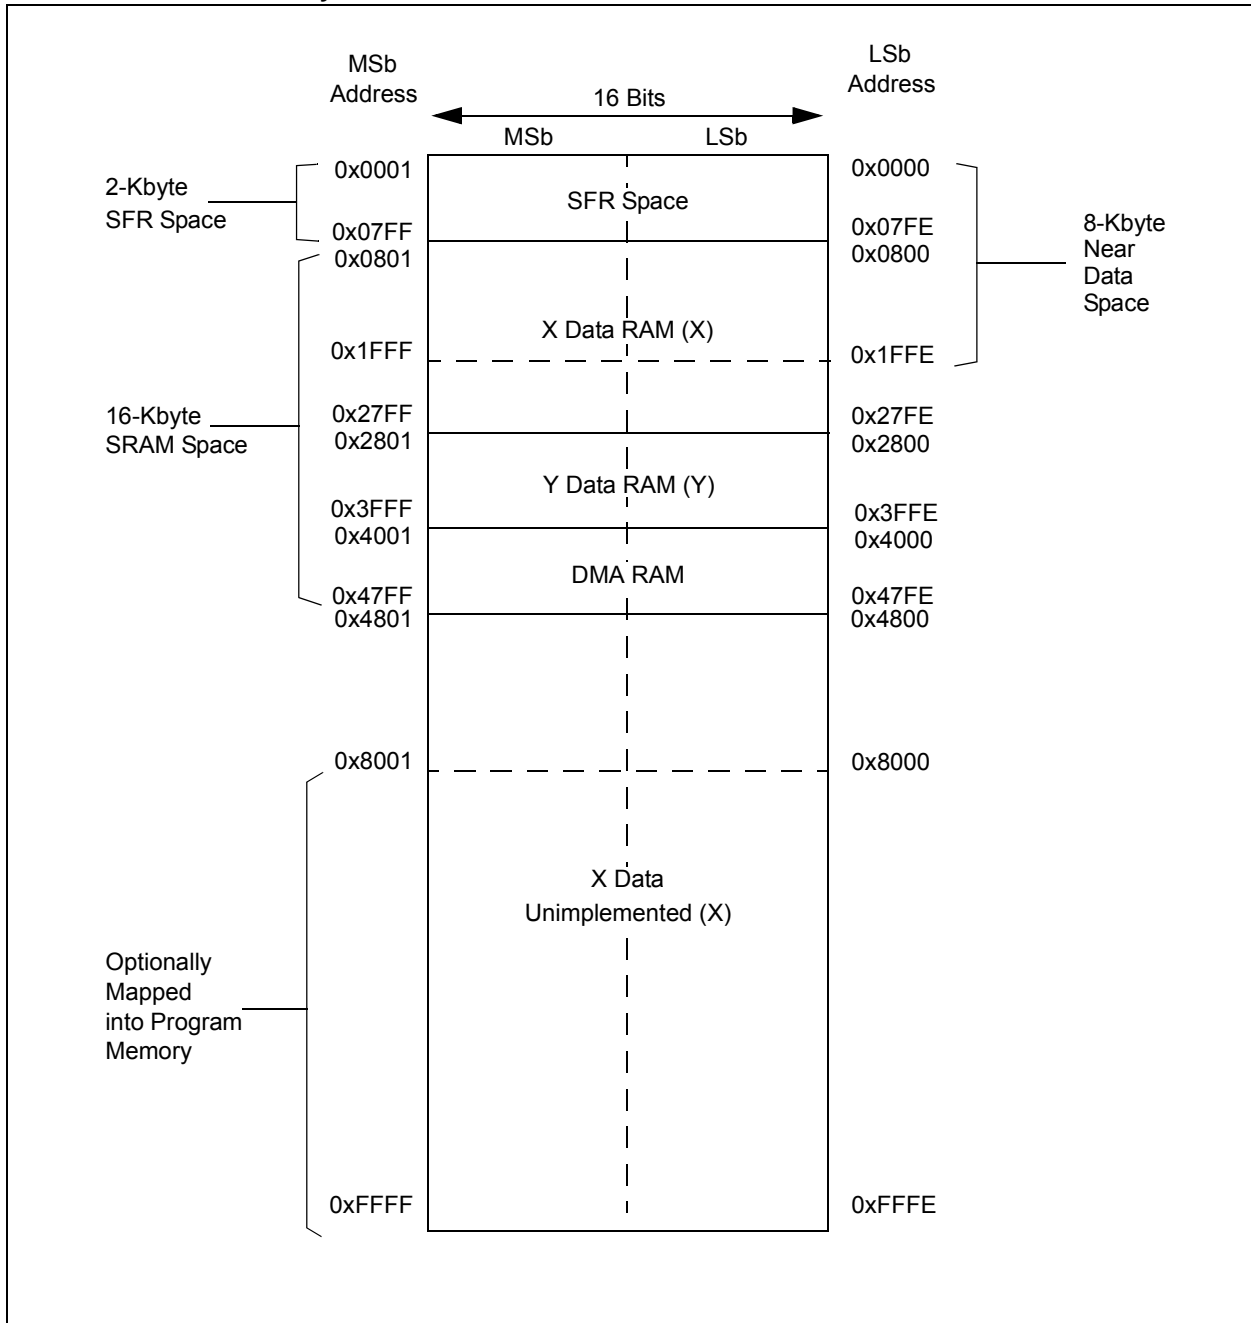 MSb
Address
LSb
Address
16 Bits
MSb
LSb
0x0001
0x0000
2-Kbyte
SFR Space
SFR Space
0x07FF
0x07FE
0x0801
0x0800
8-Kbyte
Near
Data
Space
X Data RAM (X)
0x1FFF
0x1FFE
16-Kbyte
SRAM Space
0x27FF
0x27FE
0x2801
0x2800
Y Data RAM (Y)
0x3FFF
0x3FFE
0x4001
0x4000
DMA RAM
0x47FF
0x47FE
0x4801
0x4800
0x8001
0x8000
X Data
Unimplemented (X)
Optionally
Mapped
into Program
Memory
0xFFFF
0xFFFE